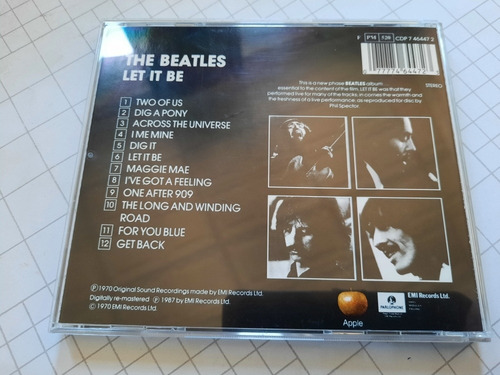 THE BEATLES
LET IT BE
1 TWO OF US
2 DIG A PONY
3 ACROSS THE UNIVERSE
4 I ME MINE
5 DIG IT
6 LET IT BE
7 MAGGIE MAE
8 I'VE GOT A FEELING
9 ONE AFTER 909
10 THE LONG AND WINDING
ROAD
11 FOR YOU BLUE
12 GET BACK
F PM 528 CDP 7 46447 2
STEREO
This is a new phase BEATLES album
essential to the content of the film, LET IT BE was that they
performed live for many of the tracks, in comes the warmth and
the freshness of a live performance, as reproduced for disc by
Phil Spector.
Ⓟ 1970 Original Sound Recordings made by EMI Records Ltd.
Digitally re-mastered Ⓟ 1987 by EMI Records Ltd.
© 1970 EMI Records Ltd.
Apple
PARLOPHONE
EMI Records Ltd.